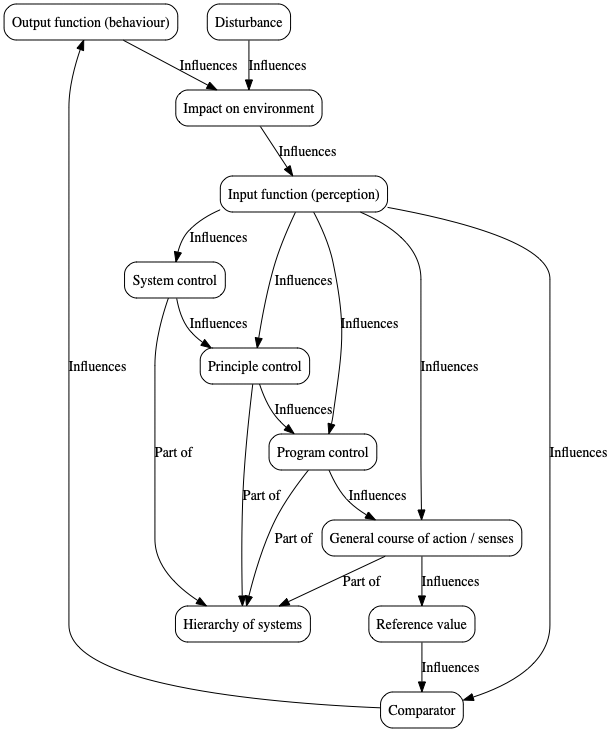 Output function (behaviour)
Disturbance
Influences
Influences
Impact on environment
Influences
Input function (perception)
Influences
System control
Influences
Influences
Influences
Influences
Principle control
Influences
Influences
Influences
Program control
Part of
Influences
Part of
Influences
Part of
General course of action / senses
Part of
Influences
Hierarchy of systems
Reference value
Influences
Comparator